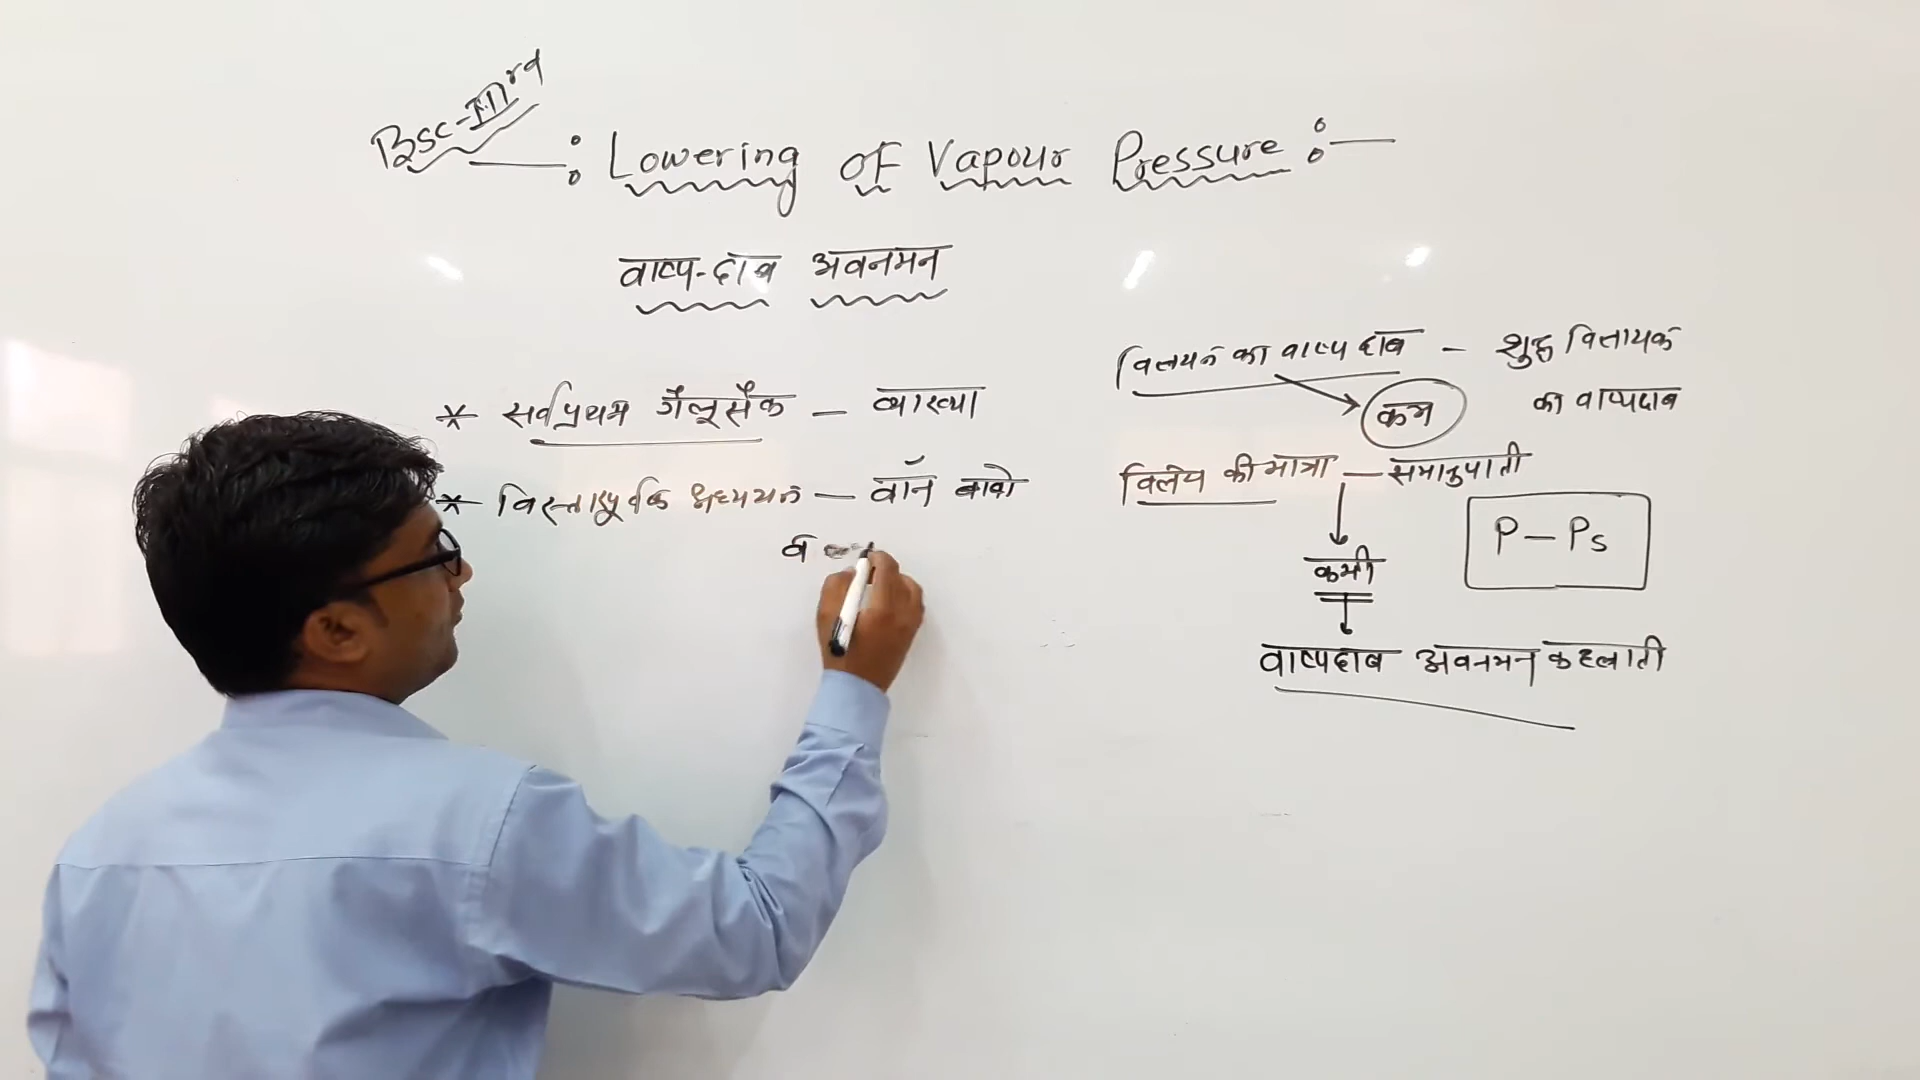 Bsc-IIIrd
:Lowering of Vapour Pressure:—
वाष्प-दाब अवनमन
* सर्वप्रथम गैलूसैक — व्याख्या
* विस्तारपूर्वक अध्ययन — वॉन बाबो
व
विलयन का वाष्प दाब — शुद्ध विलायक
कम का वाष्पदाब
विलेय की मात्रा — समानुपाती
P – Ps
कमी
वाष्पदाब अवनमन कहलाती